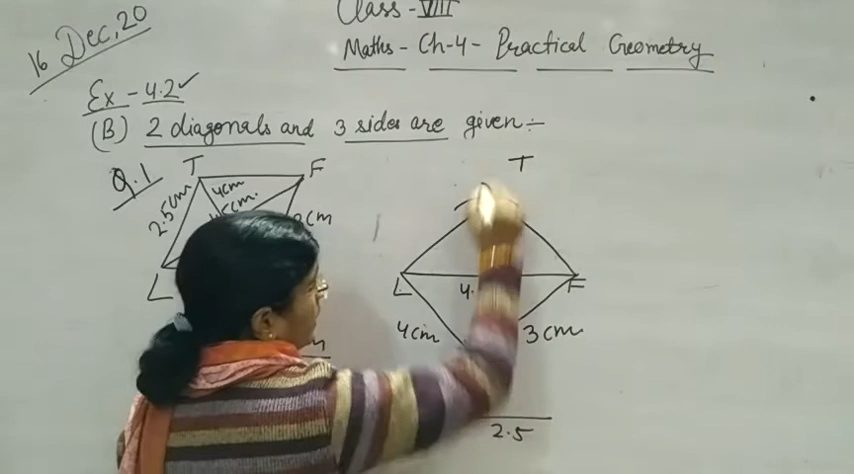 16 Dec, 20
Class - VIII
Maths - Ch-4 - Practical Geometry
Ex - 4.2 ✓
(B) 2 diagonals and 3 sides are given :-
Q.1
T F
2.5cm 4cm
L
T
L 4. F
4cm 3cm.
2.5